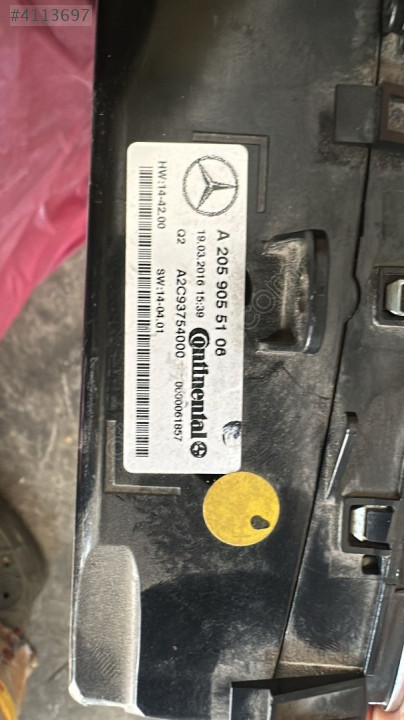 #4113697
A 205 905 51 06
19.03.2016 15:39
Continental
Q2
A2C93754000
0000061857
HW:14-42.00
SW:14-04.01